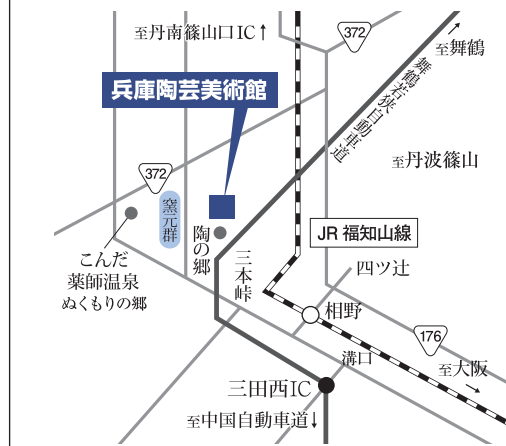 至丹南篠山口IC↑
372
至舞鶴
兵庫陶芸美術館
舞鶴若狭自動車道
至丹波篠山
372
窯元群
陶の郷
JR 福知山線
こんだ
薬師温泉
ぬくもりの郷
三本峠
四ツ辻
相野
176
溝口
至大阪
三田西IC
至中国自動車道↓